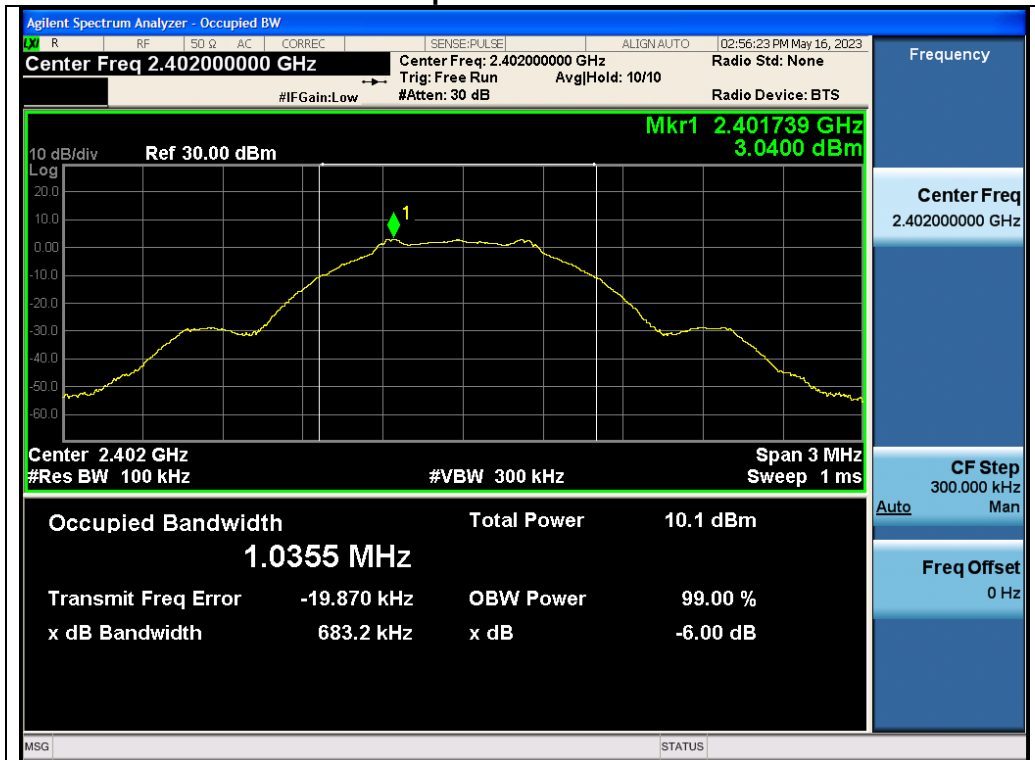 Agilent Spectrum Analyzer - Occupied BW
LXI R RF 50 Ω AC CORREC SENSE:PULSE ALIGN AUTO 02:56:23 PM May 16, 2023
Center Freq 2.402000000 GHz Center Freq: 2.402000000 GHz Radio Std: None
Trig: Free Run Avg|Hold: 10/10
#IFGain:Low #Atten: 30 dB Radio Device: BTS
Frequency
Mkr1 2.401739 GHz
3.0400 dBm
10 dB/div Ref 30.00 dBm
Log
20.0
10.0
0.00
-10.0
-20.0
-30.0
-40.0
-50.0
-60.0
1
Center 2.402 GHz Span 3 MHz
#Res BW 100 kHz #VBW 300 kHz Sweep 1 ms
Occupied Bandwidth Total Power 10.1 dBm
1.0355 MHz
Transmit Freq Error -19.870 kHz OBW Power 99.00 %
x dB Bandwidth 683.2 kHz x dB -6.00 dB
Center Freq
2.402000000 GHz
CF Step
300.000 kHz
Auto Man
Freq Offset
0 Hz
MSG STATUS